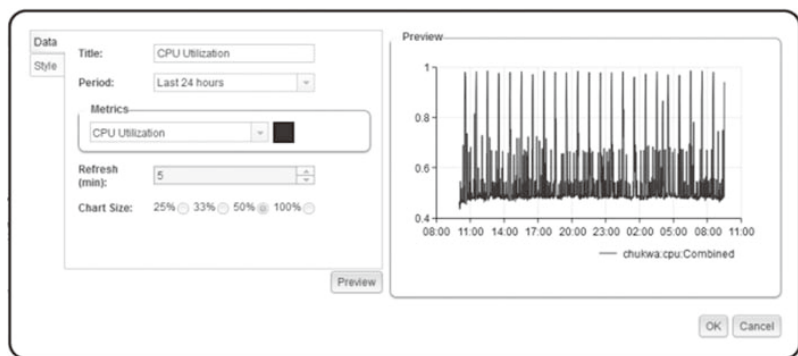 Data
Style
Title: CPU Utilization
Period: Last 24 hours
Metrics
CPU Utilization
Refresh (min): 5
Chart Size: 25% 33% 50% 100%
Preview
Preview
1
0.8
0.6
0.4
08:00 11:00 14:00 17:00 20:00 23:00 02:00 05:00 08:00 11:00
chukwa:cpu:Combined
OK Cancel